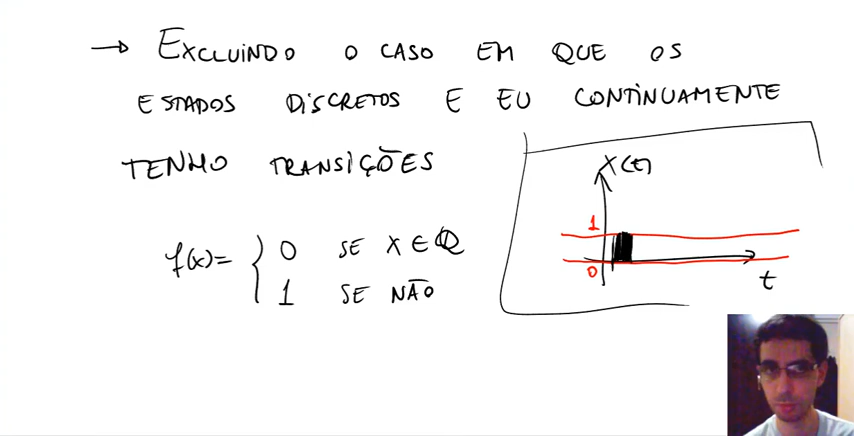 → EXCLUINDO O CASO EM QUE OS
ESTADOS DISCRETOS E EU CONTINUAMENTE
TENHO TRANSIÇÕES
f(x)= { 0 SE X ∈ ℚ
1 SE NÃO
X(t)
1
0
t